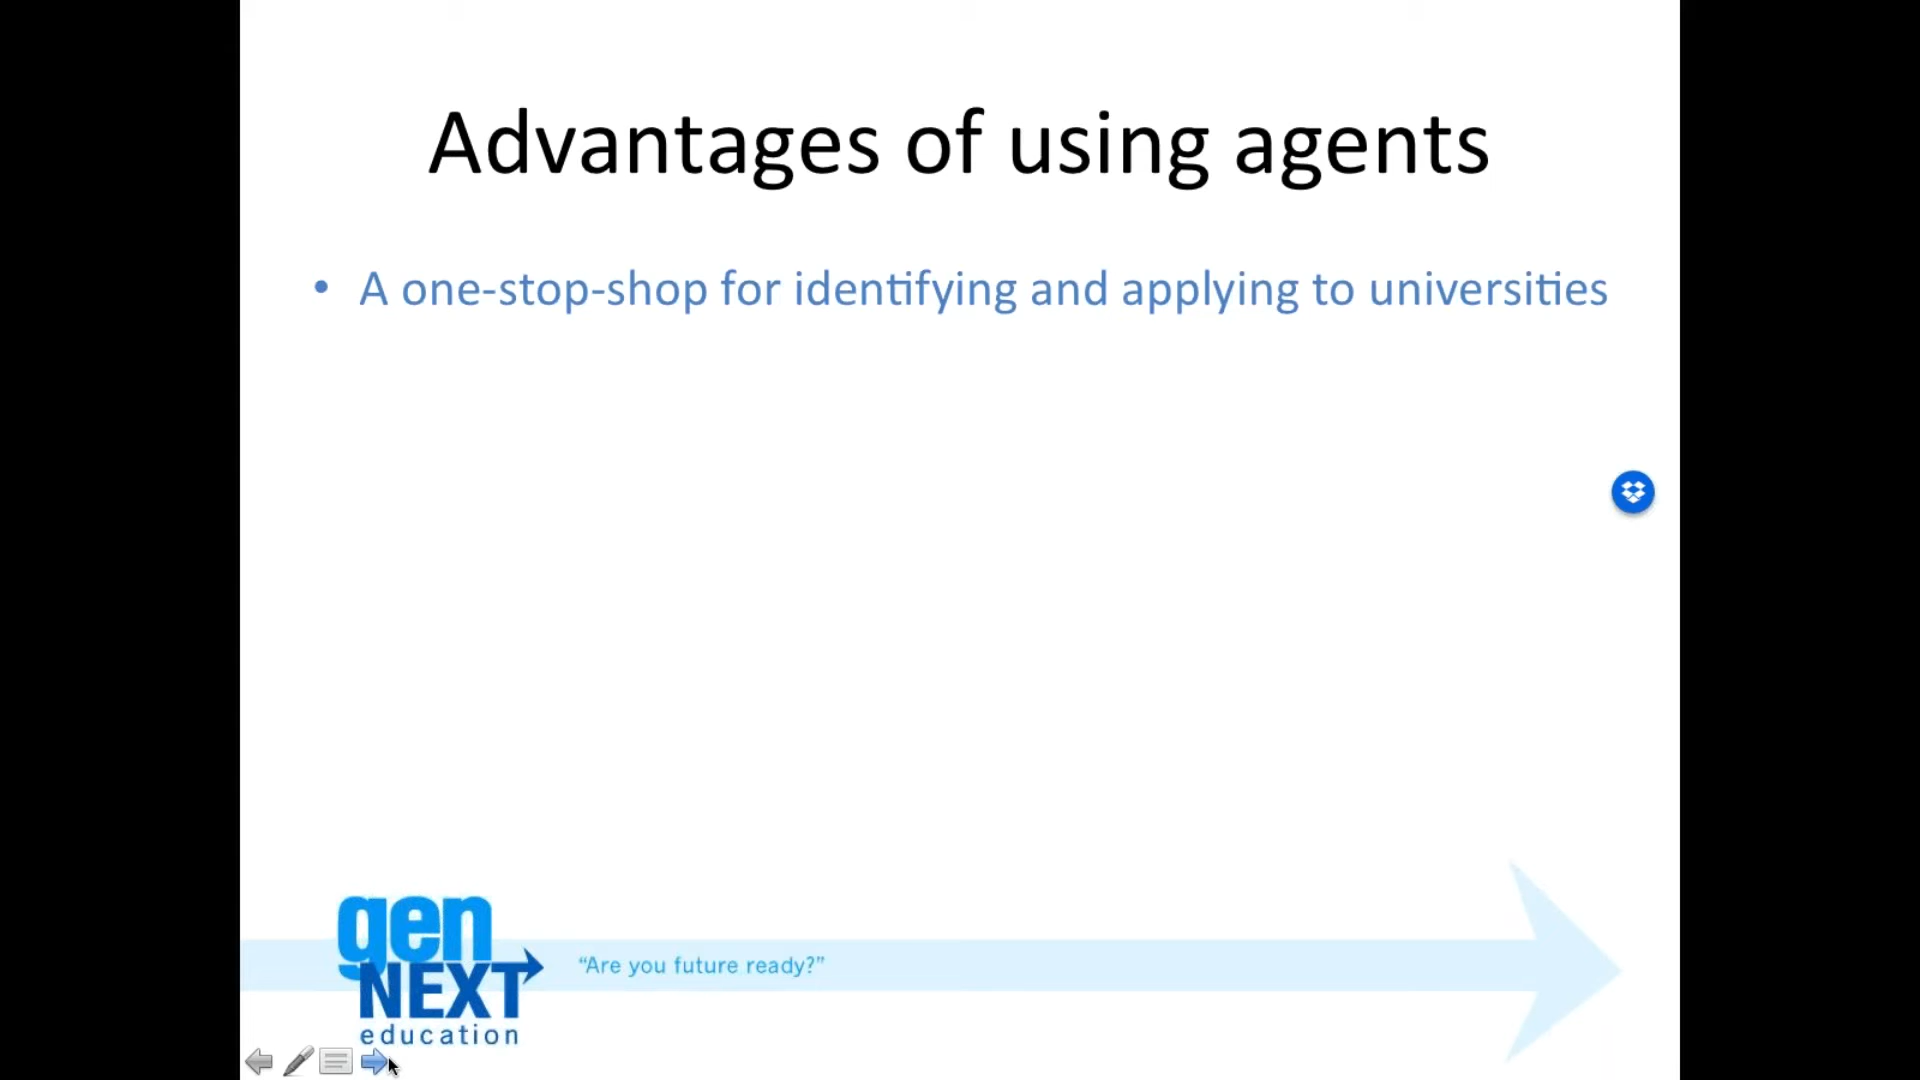 Advantages of using agents
• A one-stop-shop for identifying and applying to universities
gen
NEXT
education
“Are you future ready?”